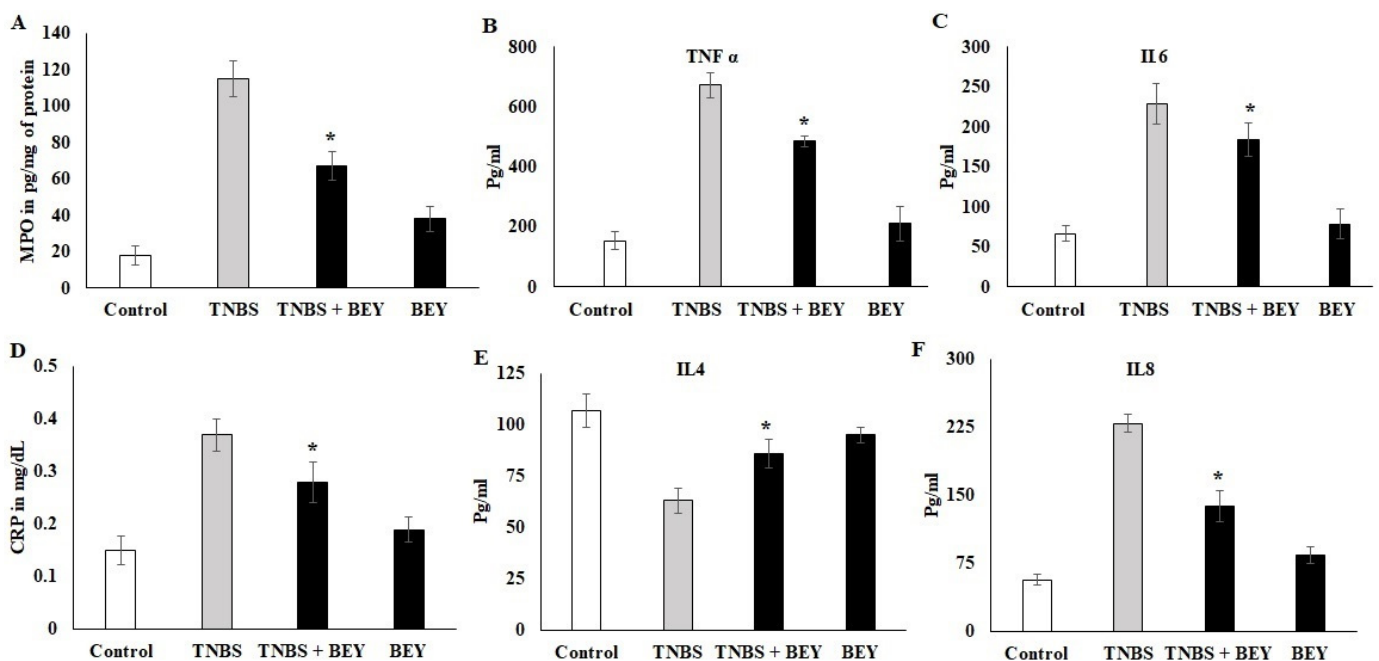 A
MPO in pg/mg of protein
140
120
100
80
60
40
20
0
*
Control TNBS TNBS + BEY BEY
B
TNF α
Pg/ml
800
600
400
200
0
*
Control TNBS TNBS + BEY BEY
C
IL6
Pg/ml
300
250
200
150
100
50
0
*
Control TNBS TNBS + BEY BEY
D
CRP in mg/dL
0.5
0.4
0.3
0.2
0.1
0
*
Control TNBS TNBS + BEY BEY
E
IL4
Pg/ml
125
100
75
50
25
0
*
Control TNBS TNBS + BEY BEY
F
IL8
Pg/ml
300
225
150
75
0
*
Control TNBS TNBS + BEY BEY